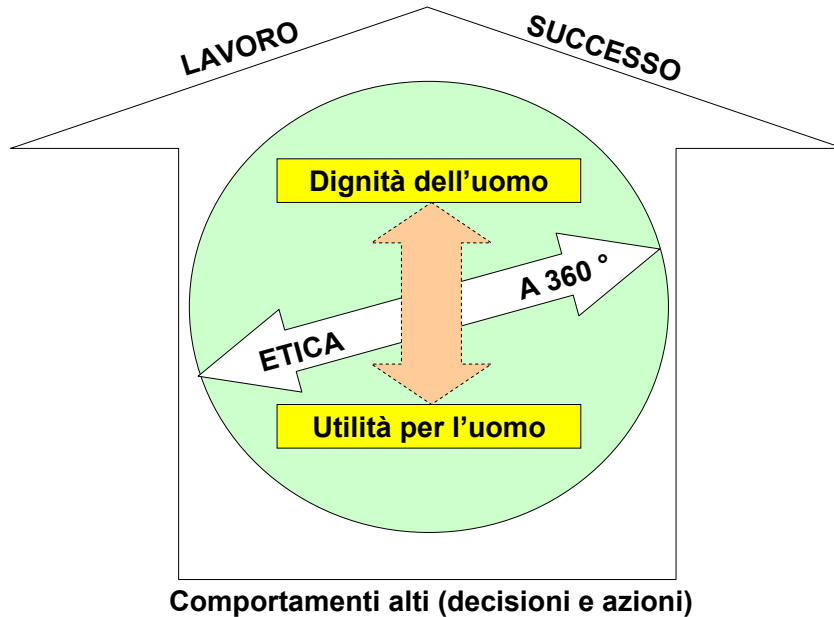 LAVORO
SUCCESSO
Dignità dell’uomo
A 360 °
ETICA
Utilità per l’uomo
Comportamenti alti (decisioni e azioni)